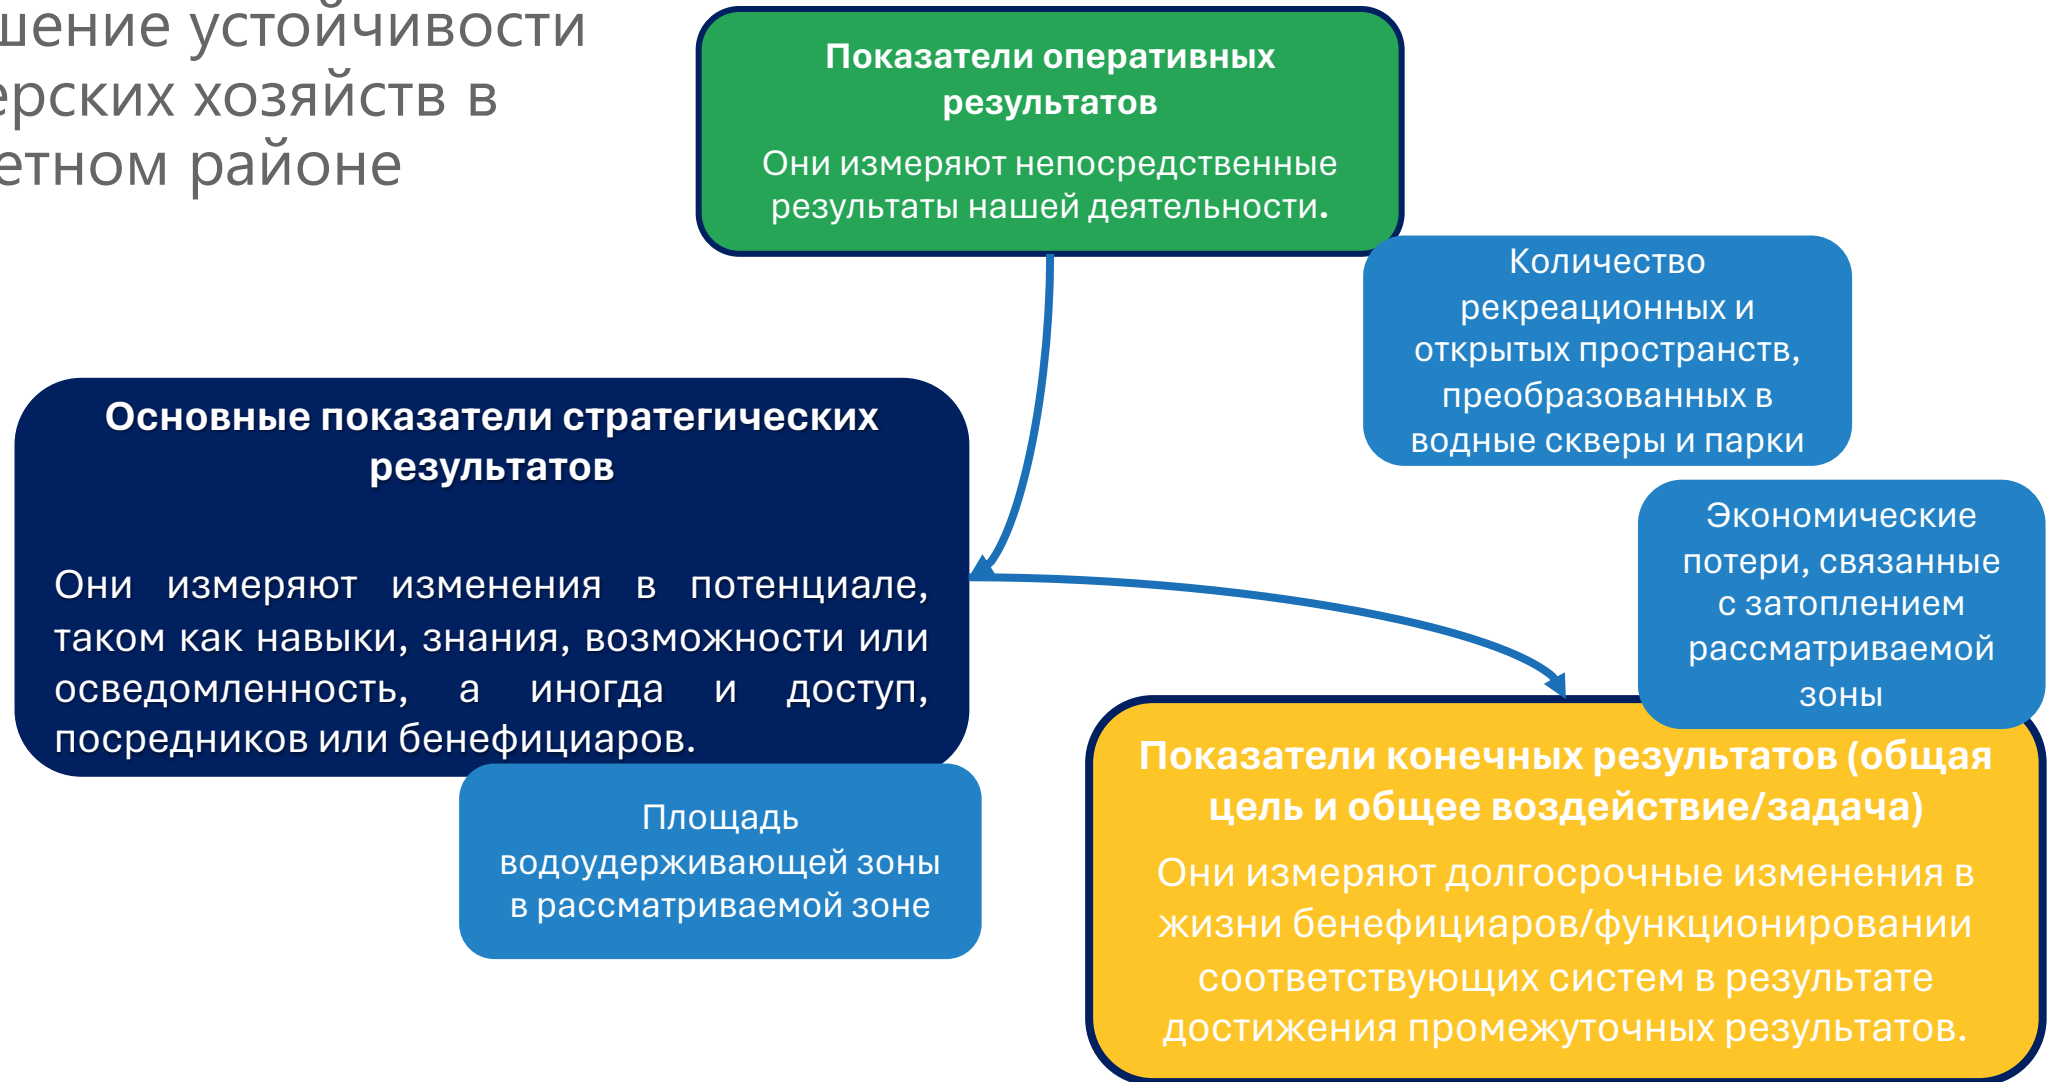 шение устойчивости
ерских хозяйств в
етном районе
Показатели оперативных
результатов
Они измеряют непосредственные
результаты нашей деятельности.
Количество
рекреационных и
открытых пространств,
преобразованных в
водные скверы и парки
Основные показатели стратегических
результатов
Они измеряют изменения в потенциале,
таком как навыки, знания, возможности или
осведомленность, а иногда и доступ,
посредников или бенефициаров.
Площадь
водоудерживающей зоны
в рассматриваемой зоне
Экономические
потери, связанные
с затоплением
рассматриваемой
зоны
Показатели конечных результатов (общая
цель и общее воздействие/задача)
Они измеряют долгосрочные изменения в
жизни бенефициаров/функционировании
соответствующих систем в результате
достижения промежуточных результатов.